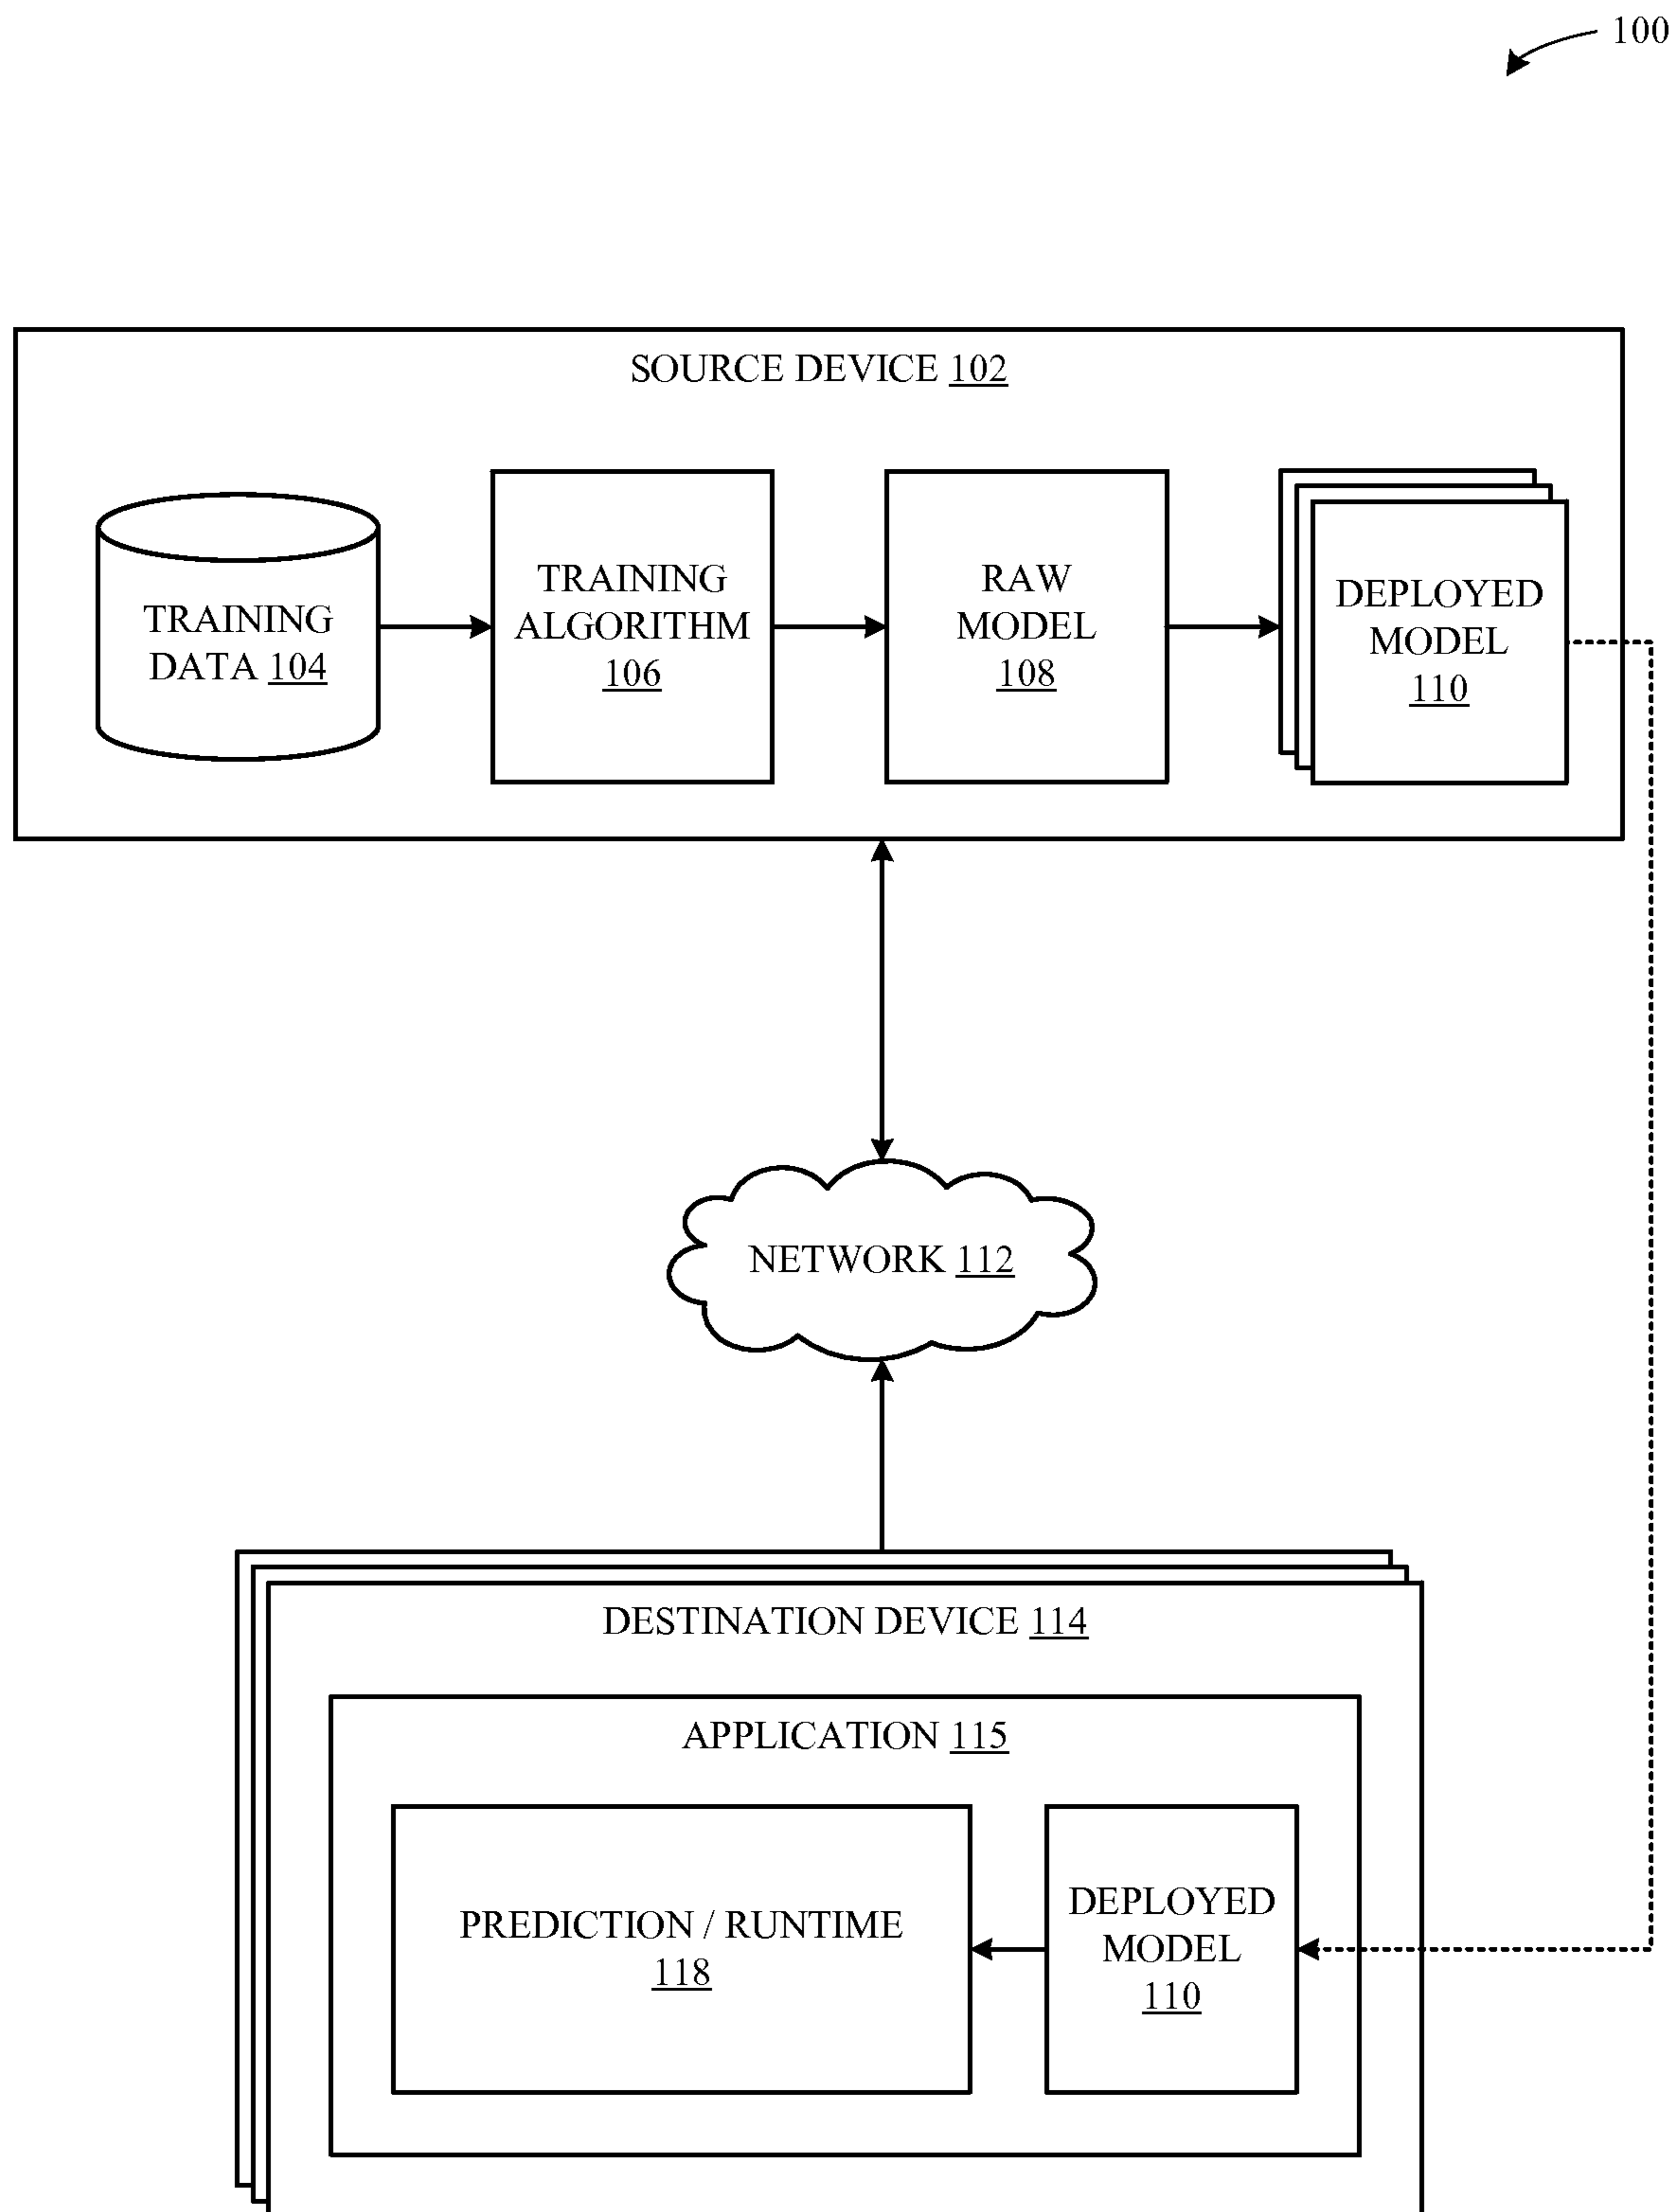 100
SOURCE DEVICE 102
TRAINING
DATA 104
TRAINING
ALGORITHM
106
RAW
MODEL
108
DEPLOYED
MODEL
110
NETWORK 112
DESTINATION DEVICE 114
APPLICATION 115
PREDICTION / RUNTIME
118
DEPLOYED
MODEL
110